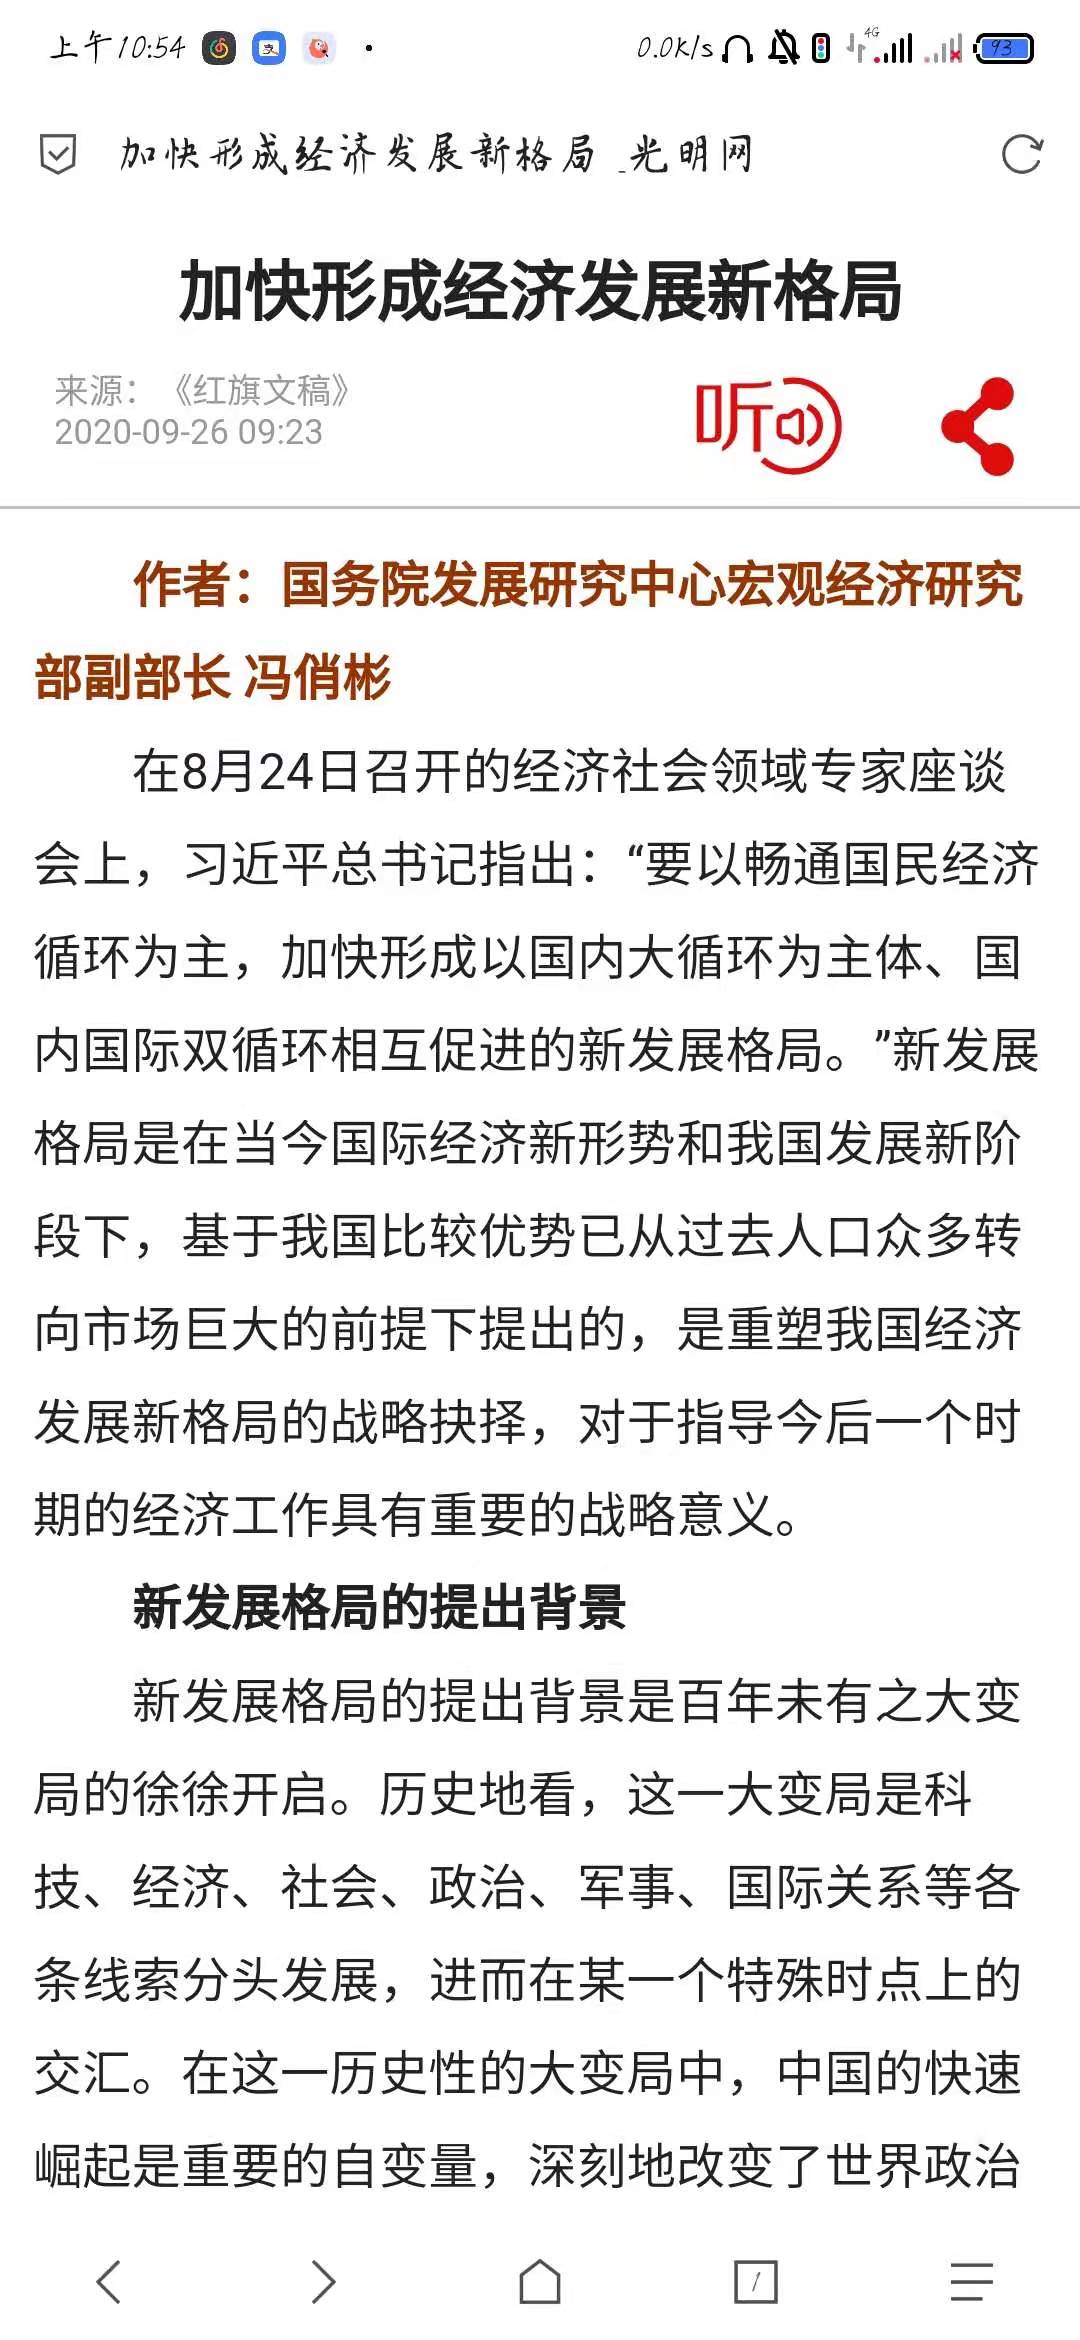 上午10:54
0.0K/s
4G
93
加快形成经济发展新格局_光明网
加快形成经济发展新格局
来源：《红旗文稿》
2020-09-26 09:23
听
作者：国务院发展研究中心宏观经济研究
部副部长 冯俏彬
在8月24日召开的经济社会领域专家座谈
会上，习近平总书记指出：“要以畅通国民经济
循环为主，加快形成以国内大循环为主体、国
内国际双循环相互促进的新发展格局。”新发展
格局是在当今国际经济新形势和我国发展新阶
段下，基于我国比较优势已从过去人口众多转
向市场巨大的前提下提出的，是重塑我国经济
发展新格局的战略抉择，对于指导今后一个时
期的经济工作具有重要的战略意义。
新发展格局的提出背景
新发展格局的提出背景是百年未有之大变
局的徐徐开启。历史地看，这一大变局是科
技、经济、社会、政治、军事、国际关系等各
条线索分头发展，进而在某一个特殊时点上的
交汇。在这一历史性的大变局中，中国的快速
崛起是重要的自变量，深刻地改变了世界政治
1